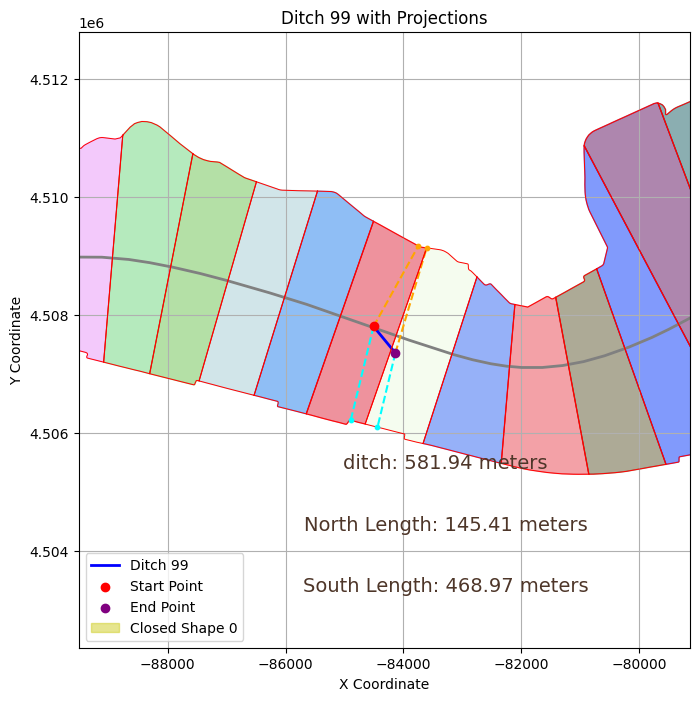 Ditch 99 with Projections
1e6
4.512
4.510
4.508
4.506
4.504
Y Coordinate
ditch: 581.94 meters
North Length: 145.41 meters
South Length: 468.97 meters
Ditch 99
Start Point
End Point
Closed Shape 0
−88000 −86000 −84000 −82000 −80000
X Coordinate